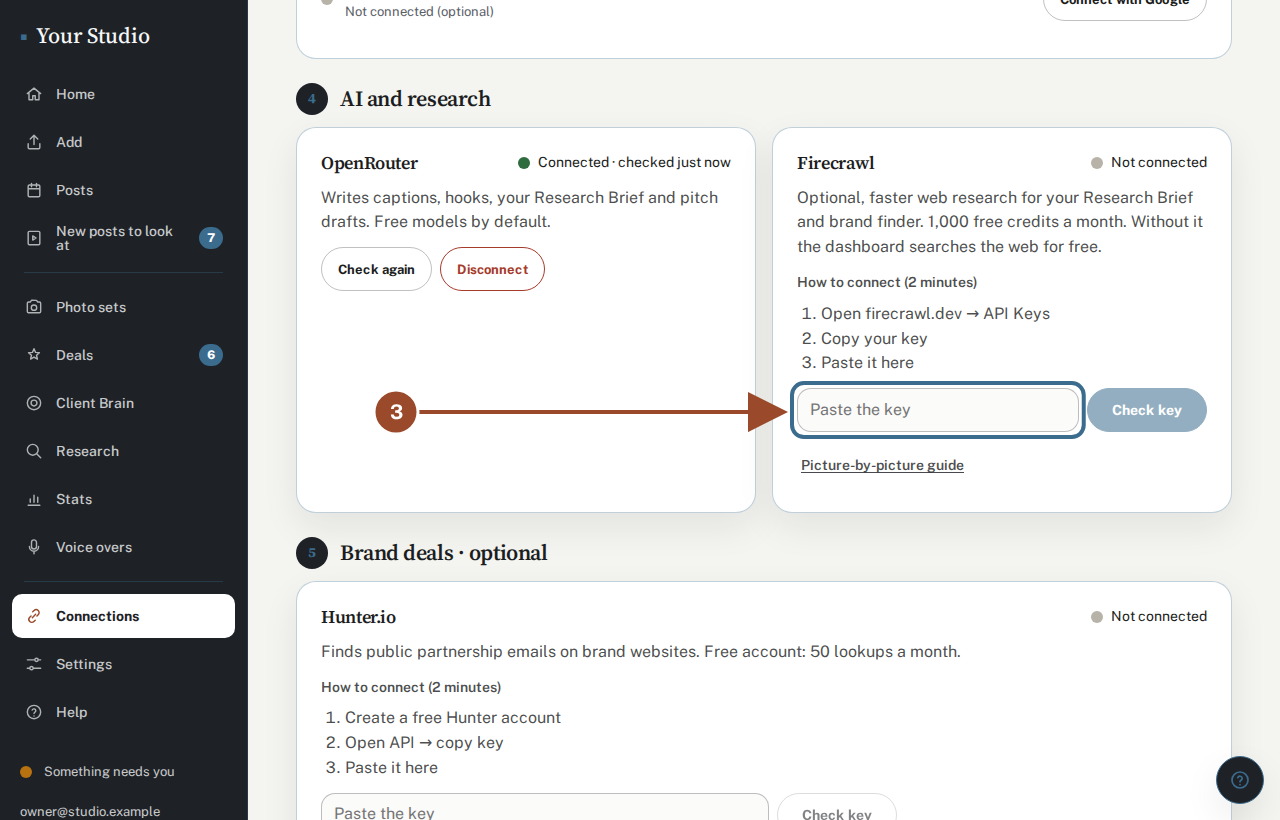 Your Studio
Home
Add
Posts
New posts to look at
7
Photo sets
Deals
6
Client Brain
Research
Stats
Voice overs
Connections
Settings
Help
Something needs you
owner@studio.example
Not connected (optional)
Connect with Google
4
AI and research
OpenRouter
Connected · checked just now
Writes captions, hooks, your Research Brief and pitch
drafts. Free models by default.
Check again
Disconnect
3
Firecrawl
Not connected
Optional, faster web research for your Research Brief
and brand finder. 1,000 free credits a month. Without it
the dashboard searches the web for free.
How to connect (2 minutes)
1. Open firecrawl.dev → API Keys
2. Copy your key
3. Paste it here
Paste the key
Check key
Picture-by-picture guide
5
Brand deals · optional
Hunter.io
Not connected
Finds public partnership emails on brand websites. Free account: 50 lookups a month.
How to connect (2 minutes)
1. Create a free Hunter account
2. Open API → copy key
3. Paste it here
Paste the key
Check key